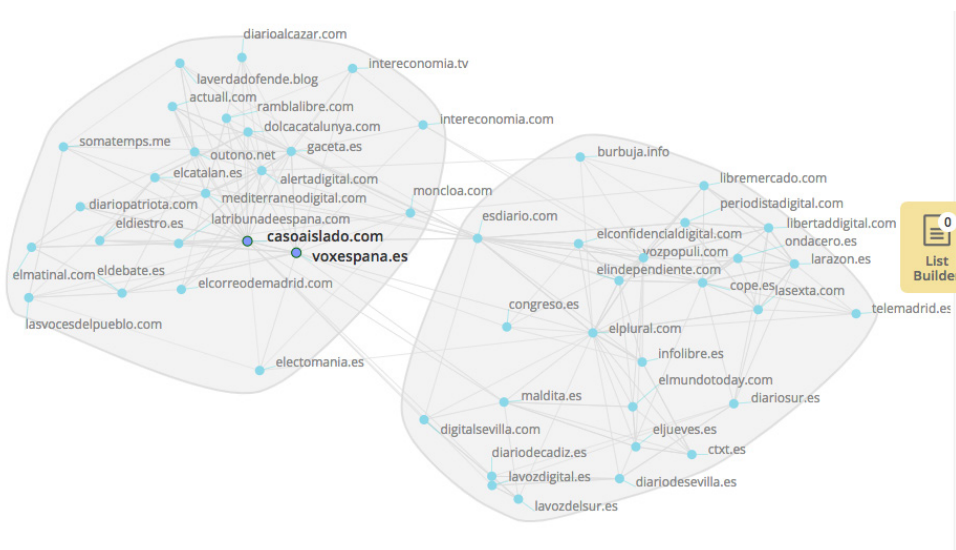 diarioalcazar.com
intereconomia.tv
laverdadofende.blog
actuall.com
ramblalibre.com
dolcacatalunya.com
intereconomia.com
somatemps.me
outono.net
gaceta.es
burbuja.info
elcatalan.es
alertadigital.com
libremercado.com
moncloa.com
mediterraneodigital.com
diariopatriota.com
periodistadigital.com
latribunadeespana.com
eldiestro.es
esdiario.com
libertaddigital.com
casoaislado.com
elconfidencialdigital.com
ondacero.es
voxespana.es
vozpopuli.com
larazon.es
elmatinal.com
eldebate.es
elindependiente.com
elcorreodemadrid.com
cope.es
lasexta.com
congreso.es
telemadrid.es
lasvocesdelpueblo.com
elplural.com
infolibre.es
electomania.es
elmundotoday.com
maldita.es
diariosur.es
digitalsevilla.com
eljueves.es
diariodecadiz.es
ctxt.es
lavozdigital.es
diariodesevilla.es
lavozdelsur.es
0
List
Builde